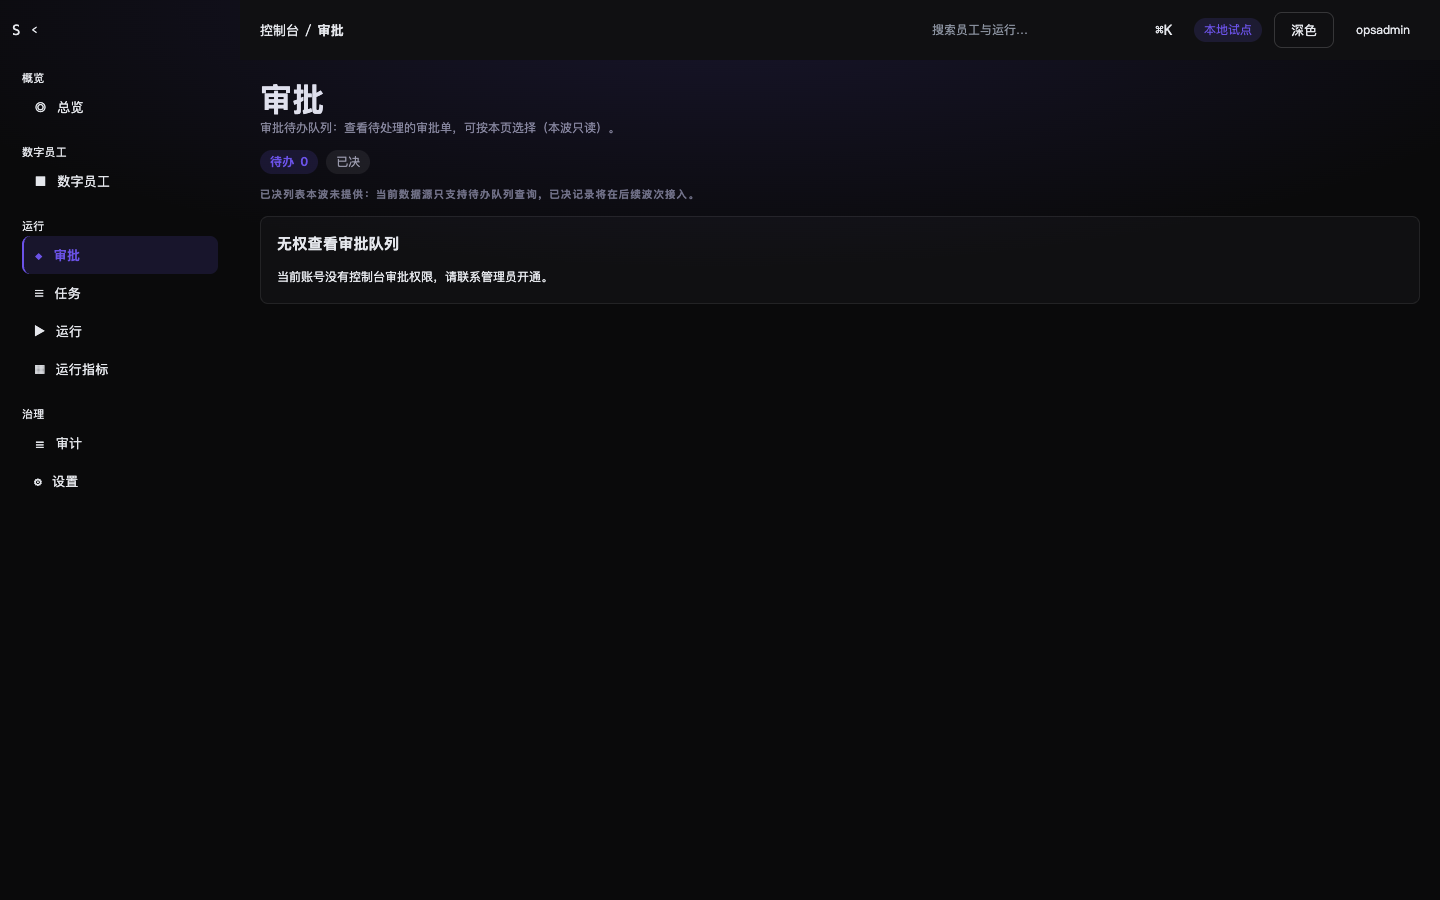 S <
控制台 / 审批
搜索员工与运行...
⌘K
本地试点
深色
opsadmin
概览
总览
数字员工
数字员工
运行
审批
任务
运行
运行指标
治理
审计
设置
审批
审批待办队列：查看待处理的审批单，可按本页选择（本波只读）。
待办 0
已决
已决列表本波未提供：当前数据源只支持待办队列查询，已决记录将在后续波次接入。
无权查看审批队列
当前账号没有控制台审批权限，请联系管理员开通。